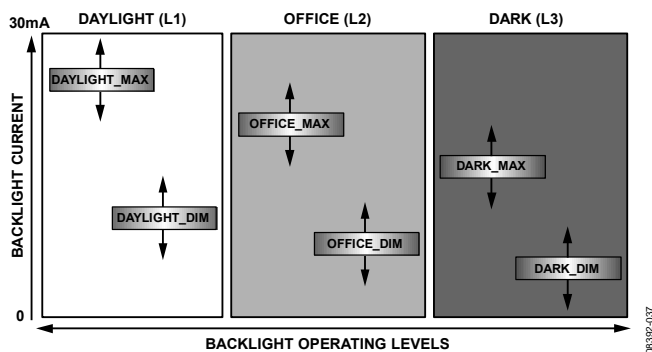 DAYLIGHT (L1)
OFFICE (L2)
DARK (L3)
30mA
BACKLIGHT CURRENT
0
DAYLIGHT_MAX
OFFICE_MAX
DARK_MAX
DAYLIGHT_DIM
OFFICE_DIM
DARK_DIM
BACKLIGHT OPERATING LEVELS
08392-037